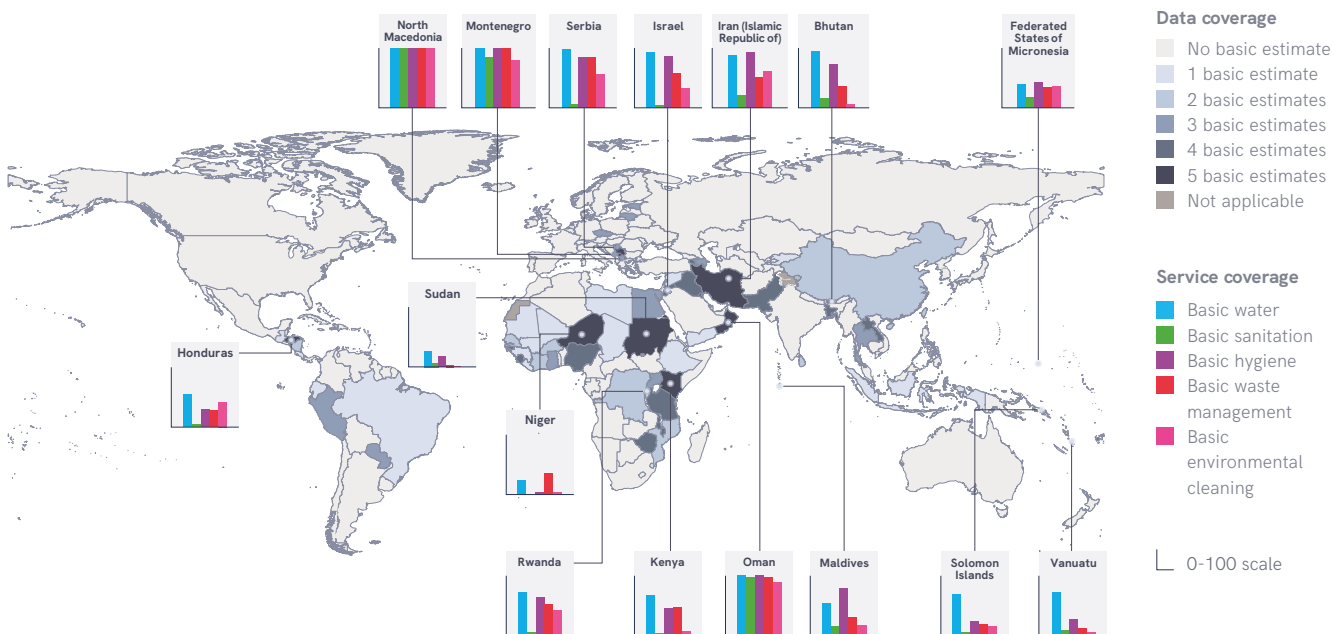 North
Macedonia
Montenegro
Serbia
Israel
Iran (Islamic
Republic of)
Bhutan
Federated
States of
Micronesia
Data coverage
No basic estimate
1 basic estimate
2 basic estimates
3 basic estimates
4 basic estimates
5 basic estimates
Not applicable
Service coverage
Basic water
Basic sanitation
Basic hygiene
Basic waste
management
Basic
environmental
cleaning
0-100 scale
Sudan
Honduras
Niger
Rwanda
Kenya
Oman
Maldives
Solomon
Islands
Vanuatu